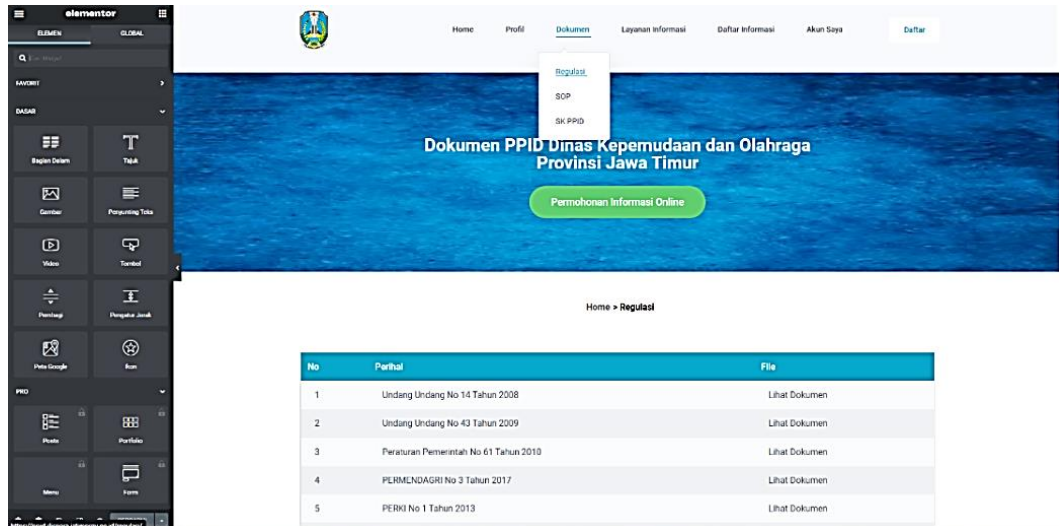 elementor
ELEMEN GLOBAL
FAVORIT
DASAR
Bagian Dalam Tajuk
Gambar Penyunting Teks
Video Tombol
Pembagi Pengatur Jarak
Peta Google Ikon
PRO
Posts Portfolio
Menu Form
Home Profil Dokumen Layanan Informasi Daftar Informasi Akun Saya Daftar
Regulasi
SOP
SK PPID
Dokumen PPID Dinas Kepemudaan dan Olahraga
Provinsi Jawa Timur
Permohonan Informasi Online
Home > Regulasi
No Perihal File
1 Undang Undang No 14 Tahun 2008 Lihat Dokumen
2 Undang Undang No 43 Tahun 2009 Lihat Dokumen
3 Peraturan Pemerintah No 61 Tahun 2010 Lihat Dokumen
4 PERMENDAGRI No 3 Tahun 2017 Lihat Dokumen
5 PERKI No 1 Tahun 2013 Lihat Dokumen